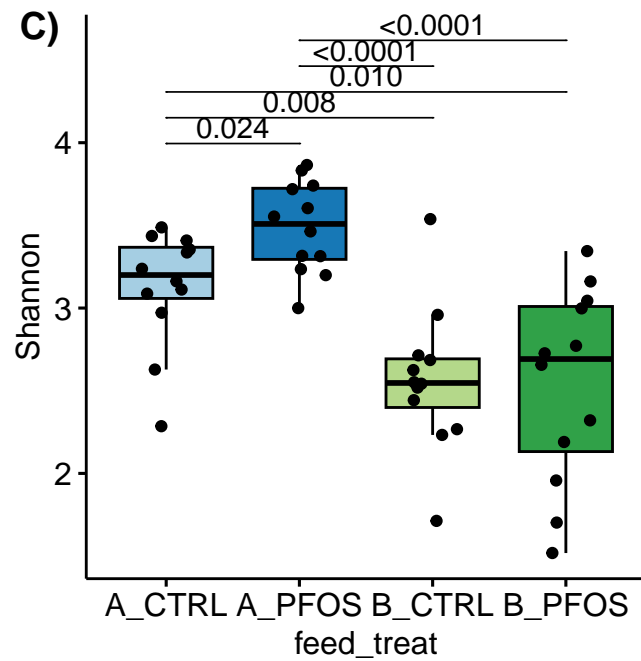 C)
<0.0001
<0.0001
0.010
0.008
0.024
4
3
2
Shannon
A_CTRL A_PFOS B_CTRL B_PFOS
feed_treat